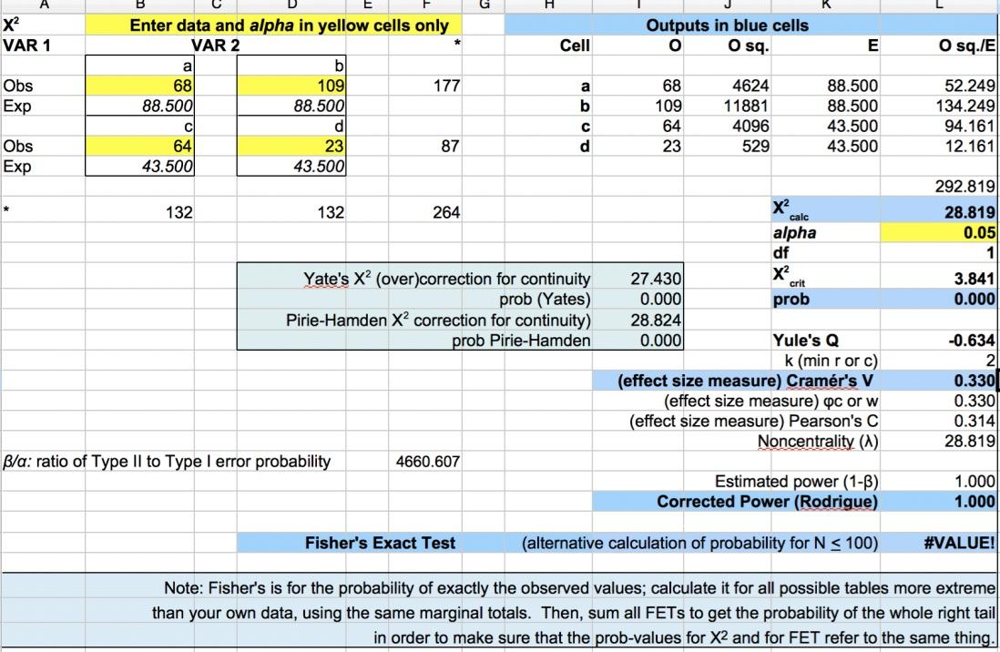 A B C D E F G H I J K L
X² Enter data and alpha in yellow cells only Outputs in blue cells
VAR 1 VAR 2 * Cell O O sq. E O sq./E
a b
Obs 68 109 177 a 68 4624 88.500 52.249
Exp 88.500 88.500 b 109 11881 88.500 134.249
c d c 64 4096 43.500 94.161
Obs 64 23 87 d 23 529 43.500 12.161
Exp 43.500 43.500
292.819
* 132 132 264 X²calc 28.819
alpha 0.05
df 1
Yate's X² (over)correction for continuity 27.430 X²crit 3.841
prob (Yates) 0.000 prob 0.000
Pirie-Hamden X² correction for continuity) 28.824
prob Pirie-Hamden 0.000 Yule's Q -0.634
k (min r or c) 2
(effect size measure) Cramér's V 0.330
(effect size measure) φc or w 0.330
(effect size measure) Pearson's C 0.314
Noncentrality (λ) 28.819
β/α: ratio of Type II to Type I error probability 4660.607
Estimated power (1-β) 1.000
Corrected Power (Rodrigue) 1.000
Fisher's Exact Test (alternative calculation of probability for N ≤ 100) #VALUE!
Note: Fisher's is for the probability of exactly the observed values; calculate it for all possible tables more extreme
than your own data, using the same marginal totals. Then, sum all FETs to get the probability of the whole right tail
in order to make sure that the prob-values for X² and for FET refer to the same thing.